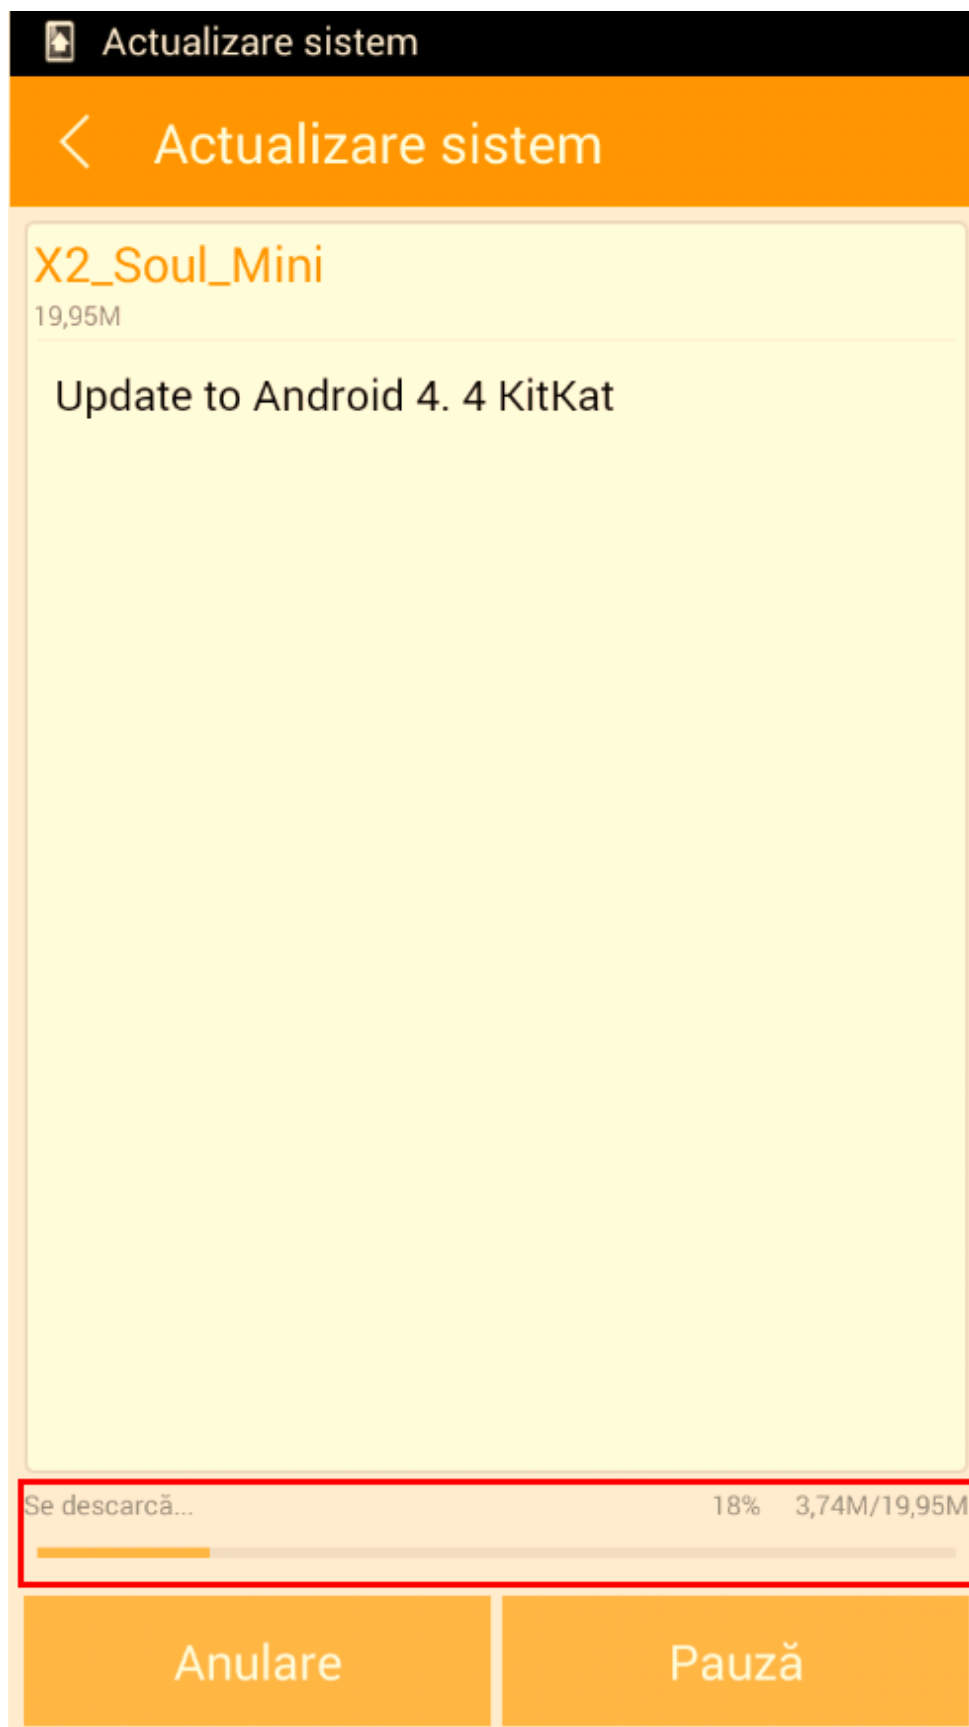 Actualizare sistem
Actualizare sistem
X2_Soul_Mini
19,95M
Update to Android 4. 4 KitKat
Se descarcă... 18% 3,74M/19,95M
Anulare Pauză